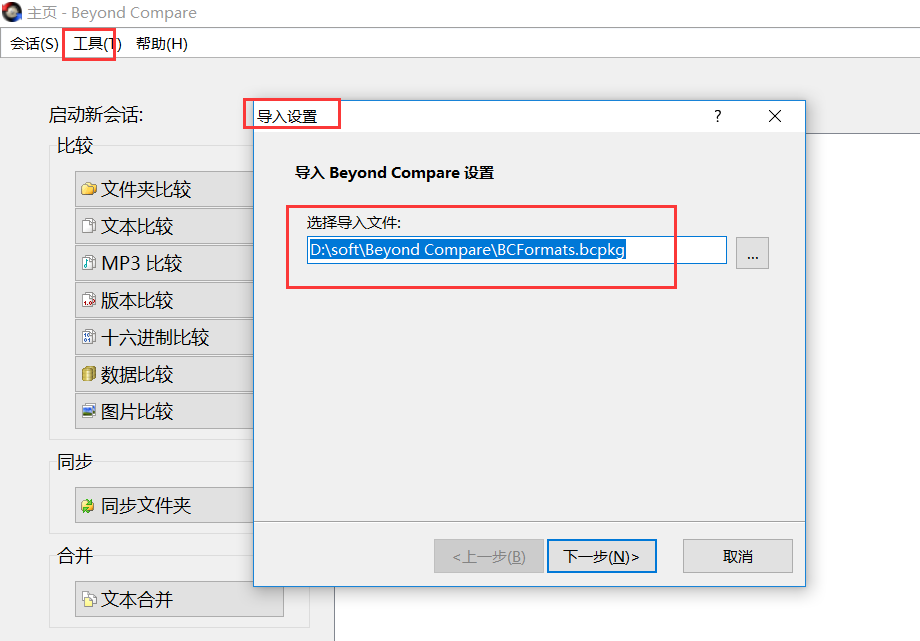 主页 - Beyond Compare
会话(S) 工具(T) 帮助(H)
启动新会话:
比较
文件夹比较
文本比较
MP3 比较
版本比较
十六进制比较
数据比较
图片比较
同步
同步文件夹
合并
文本合并
导入设置 ?
导入 Beyond Compare 设置
选择导入文件:
D:\soft\Beyond Compare\BCFormats.bcpkg
...
<上一步(B) 下一步(N)> 取消